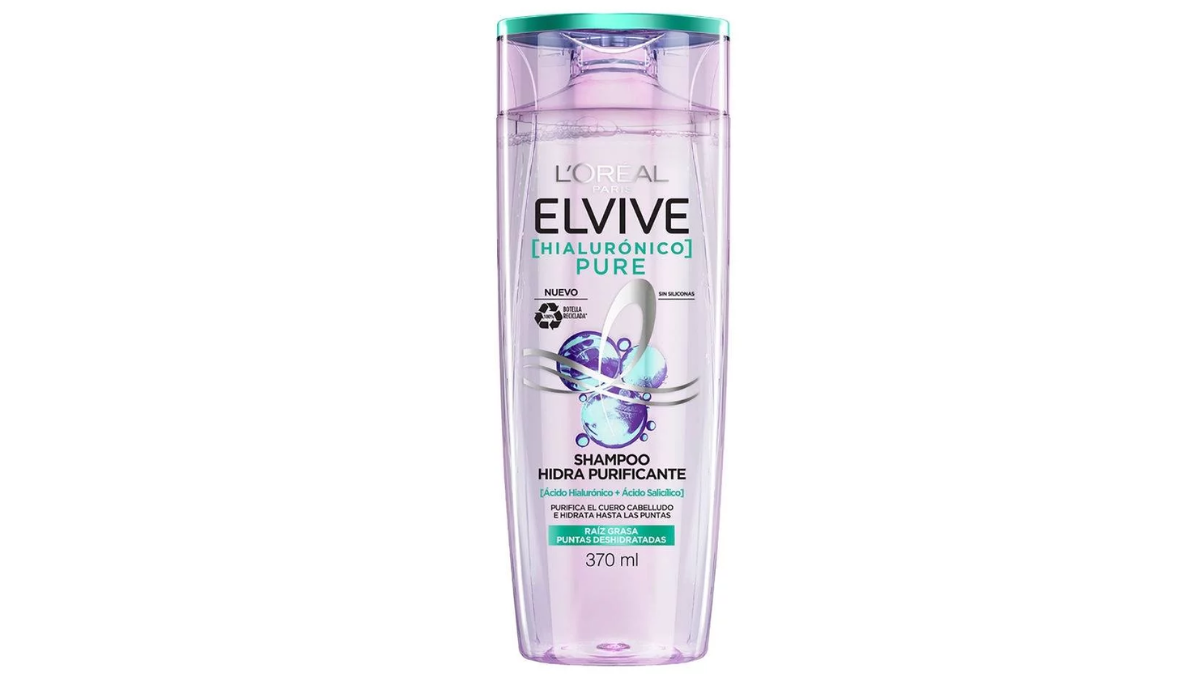 L'ORÉAL
PARIS
ELVIVE
[HIALURÓNICO]
PURE
NUEVO
SIN SILICONAS
100%
BOTELLA
RECICLADA*
SHAMPOO
HIDRA PURIFICANTE
[Ácido Hialurónico + Ácido Salicílico]
PURIFICA EL CUERO CABELLUDO
E HIDRATA HASTA LAS PUNTAS
RAÍZ GRASA
PUNTAS DESHIDRATADAS
370 ml